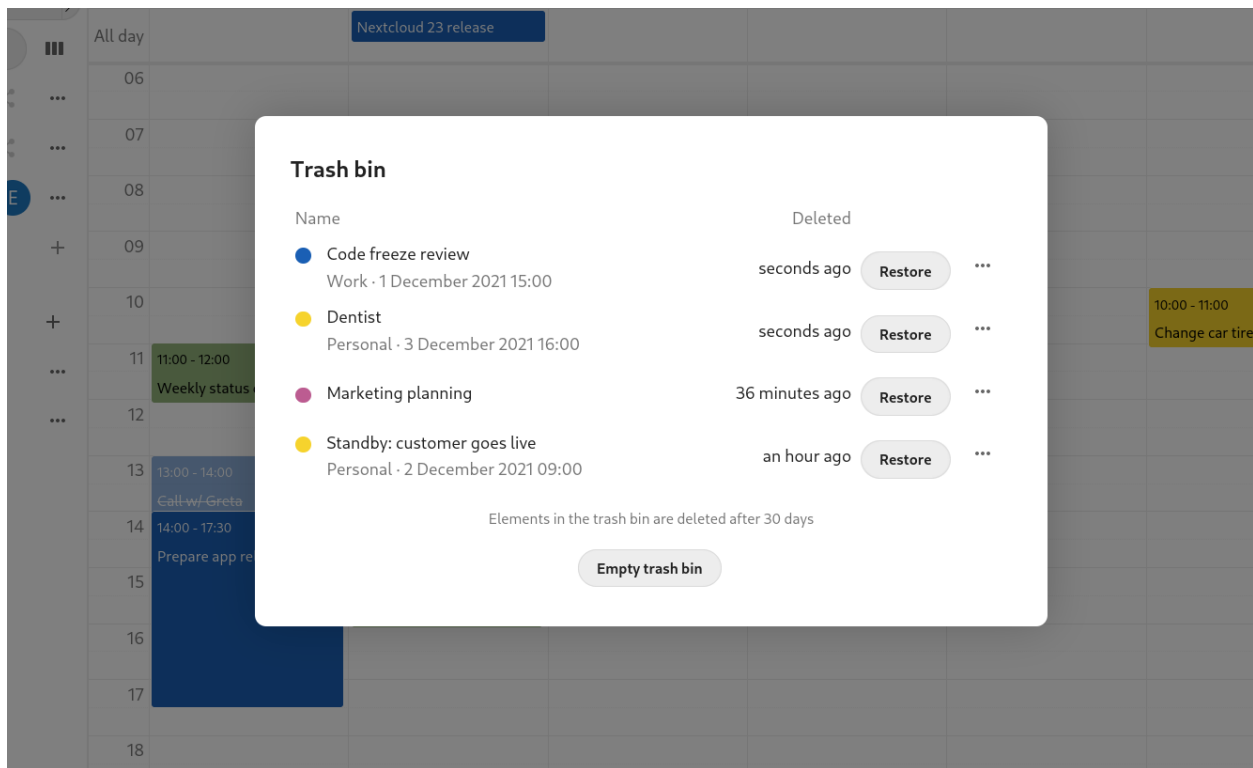 All day
Nextcloud 23 release
06
07
08
E
09
10
10:00 - 11:00
Change car tire
11
11:00 - 12:00
Weekly status
12
13
13:00 - 14:00
Call w/ Greta
14
14:00 - 17:30
Prepare app rel
15
16
17
18
Trash bin
Name
Deleted
Code freeze review
Work · 1 December 2021 15:00
seconds ago
Restore
Dentist
Personal · 3 December 2021 16:00
seconds ago
Restore
Marketing planning
36 minutes ago
Restore
Standby: customer goes live
Personal · 2 December 2021 09:00
an hour ago
Restore
Elements in the trash bin are deleted after 30 days
Empty trash bin